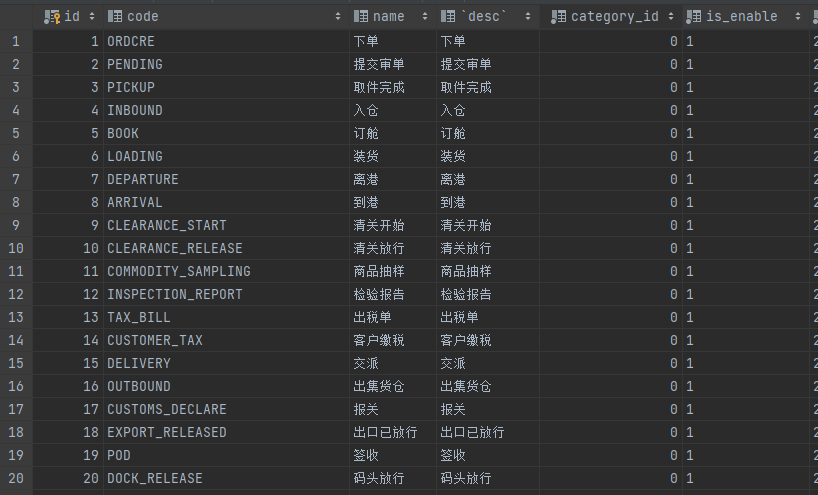 id code name `desc` category_id is_enable
1 1 ORDCRE 下单 下单 0 1
2 2 PENDING 提交审单 提交审单 0 1
3 3 PICKUP 取件完成 取件完成 0 1
4 4 INBOUND 入仓 入仓 0 1
5 5 BOOK 订舱 订舱 0 1
6 6 LOADING 装货 装货 0 1
7 7 DEPARTURE 离港 离港 0 1
8 8 ARRIVAL 到港 到港 0 1
9 9 CLEARANCE_START 清关开始 清关开始 0 1
10 10 CLEARANCE_RELEASE 清关放行 清关放行 0 1
11 11 COMMODITY_SAMPLING 商品抽样 商品抽样 0 1
12 12 INSPECTION_REPORT 检验报告 检验报告 0 1
13 13 TAX_BILL 出税单 出税单 0 1
14 14 CUSTOMER_TAX 客户缴税 客户缴税 0 1
15 15 DELIVERY 交派 交派 0 1
16 16 OUTBOUND 出集货仓 出集货仓 0 1
17 17 CUSTOMS_DECLARE 报关 报关 0 1
18 18 EXPORT_RELEASED 出口已放行 出口已放行 0 1
19 19 POD 签收 签收 0 1
20 20 DOCK_RELEASE 码头放行 码头放行 0 1